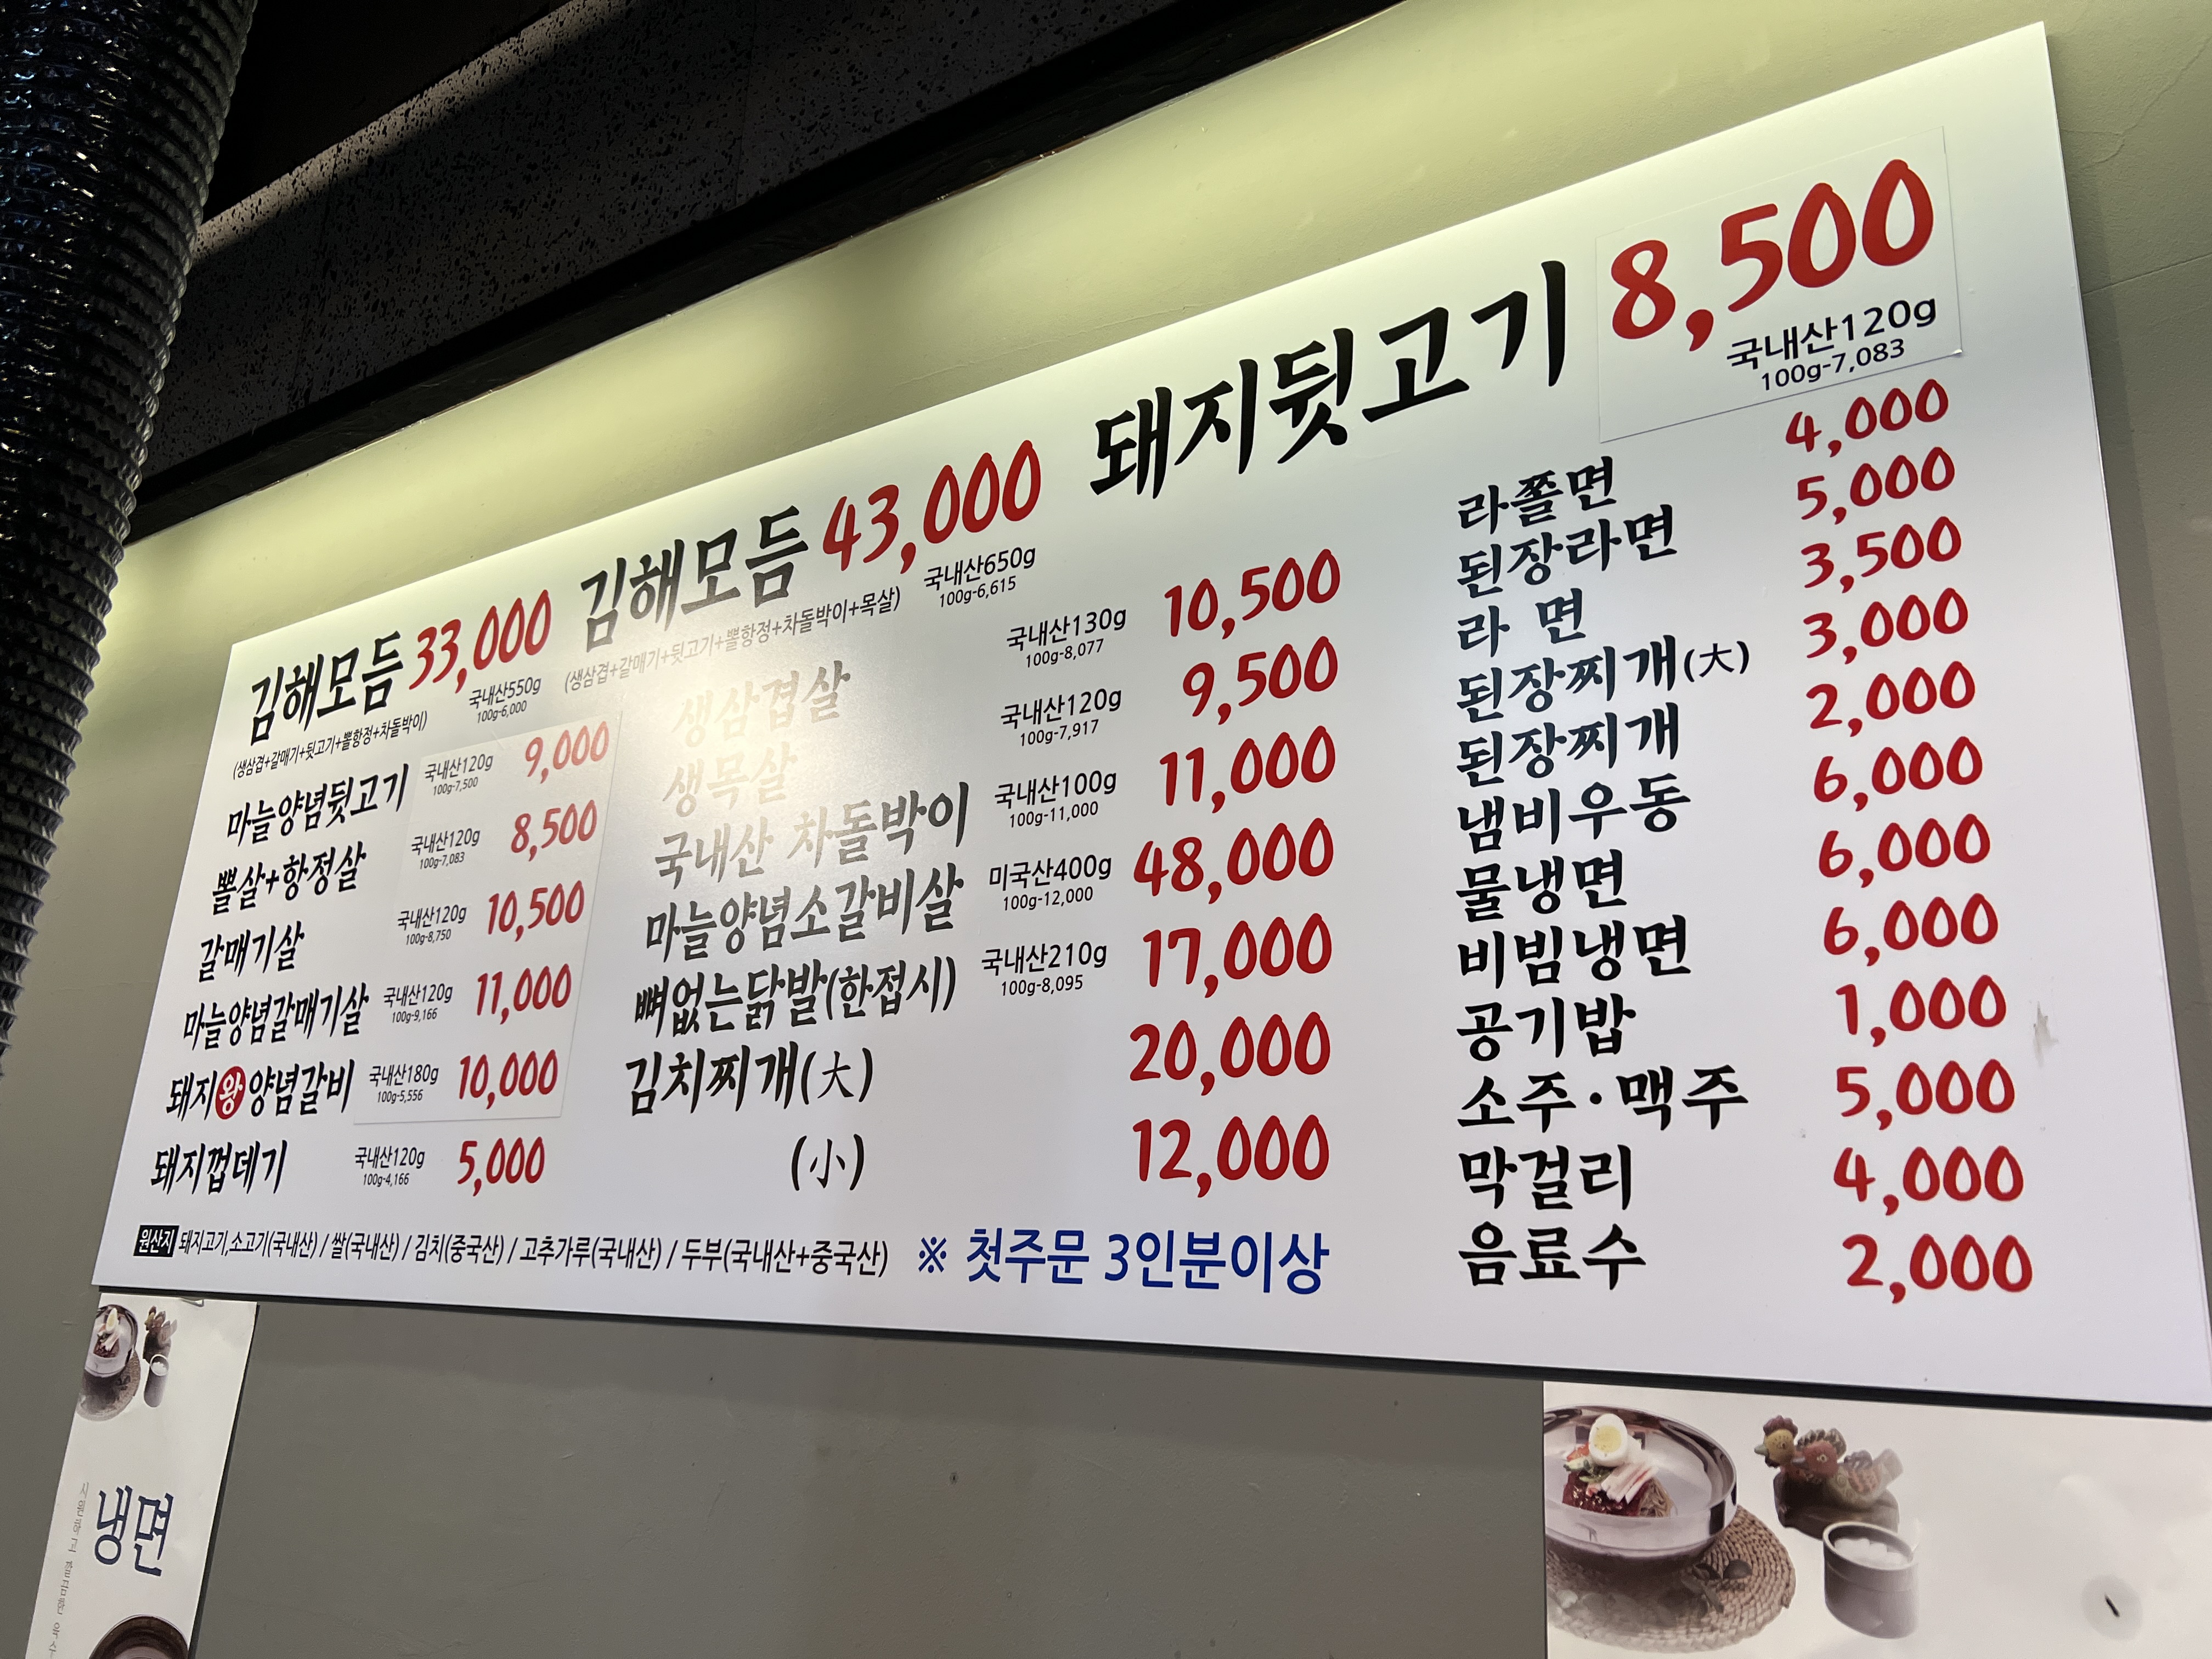 돼지뒷고기 8,500
국내산120g
100g-7,083
김해모듬 33,000
국내산550g
100g-6,000
(생삼겹+갈매기+뒷고기+뽈항정+차돌박이)
마늘양념뒷고기 국내산120g 9,000
100g-7,500
뽈살+항정살 국내산120g 8,500
100g-7,083
갈매기살 국내산120g 10,500
100g-8,750
마늘양념갈매기살 국내산120g 11,000
100g-9,166
돼지왕양념갈비 국내산180g 10,000
100g-5,556
돼지껍데기 국내산120g 5,000
100g-4,166
김해모듬 43,000
국내산650g
100g-6,615
(생삼겹+갈매기+뒷고기+뽈항정+차돌박이+목살)
생삼겹살 국내산130g 10,500
100g-8,077
생목살 국내산120g 9,500
100g-7,917
국내산 차돌박이 국내산100g 11,000
100g-11,000
마늘양념소갈비살 미국산400g 48,000
100g-12,000
뼈없는닭발(한접시) 국내산210g 17,000
100g-8,095
김치찌개(大) 20,000
(小) 12,000
라쫄면 4,000
된장라면 5,000
라 면 3,500
된장찌개(大) 3,000
된장찌개 2,000
냄비우동 6,000
물냉면 6,000
비빔냉면 6,000
공기밥 1,000
소주·맥주 5,000
막걸리 4,000
음료수 2,000
원산지 돼지고기,소고기(국내산) / 쌀(국내산) / 김치(중국산) / 고추가루(국내산) / 두부(국내산+중국산)
※ 첫주문 3인분이상
냉면